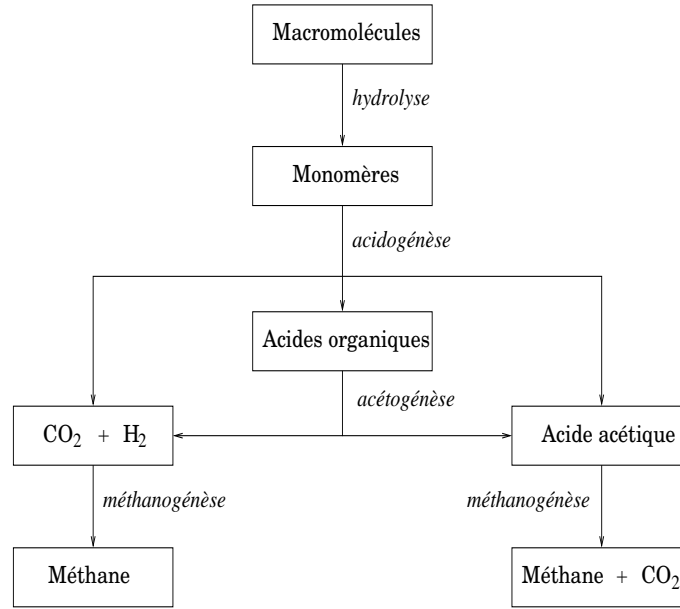 Macromolécules
hydrolyse
Monomères
acidogénèse
Acides organiques
acétogénèse
CO₂ + H₂
Acide acétique
méthanogénèse
méthanogénèse
Méthane
Méthane + CO₂